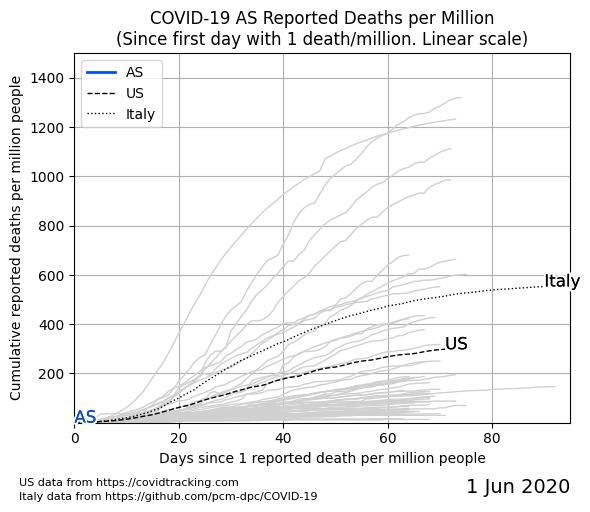 COVID-19 AS Reported Deaths per Million
(Since first day with 1 death/million. Linear scale)
Cumulative reported deaths per million people
1400
1200
1000
800
600
400
200
AS
US
Italy
Italy
US
AS
0
20
40
60
80
Days since 1 reported death per million people
US data from https://covidtracking.com
Italy data from https://github.com/pcm-dpc/COVID-19
1 Jun 2020